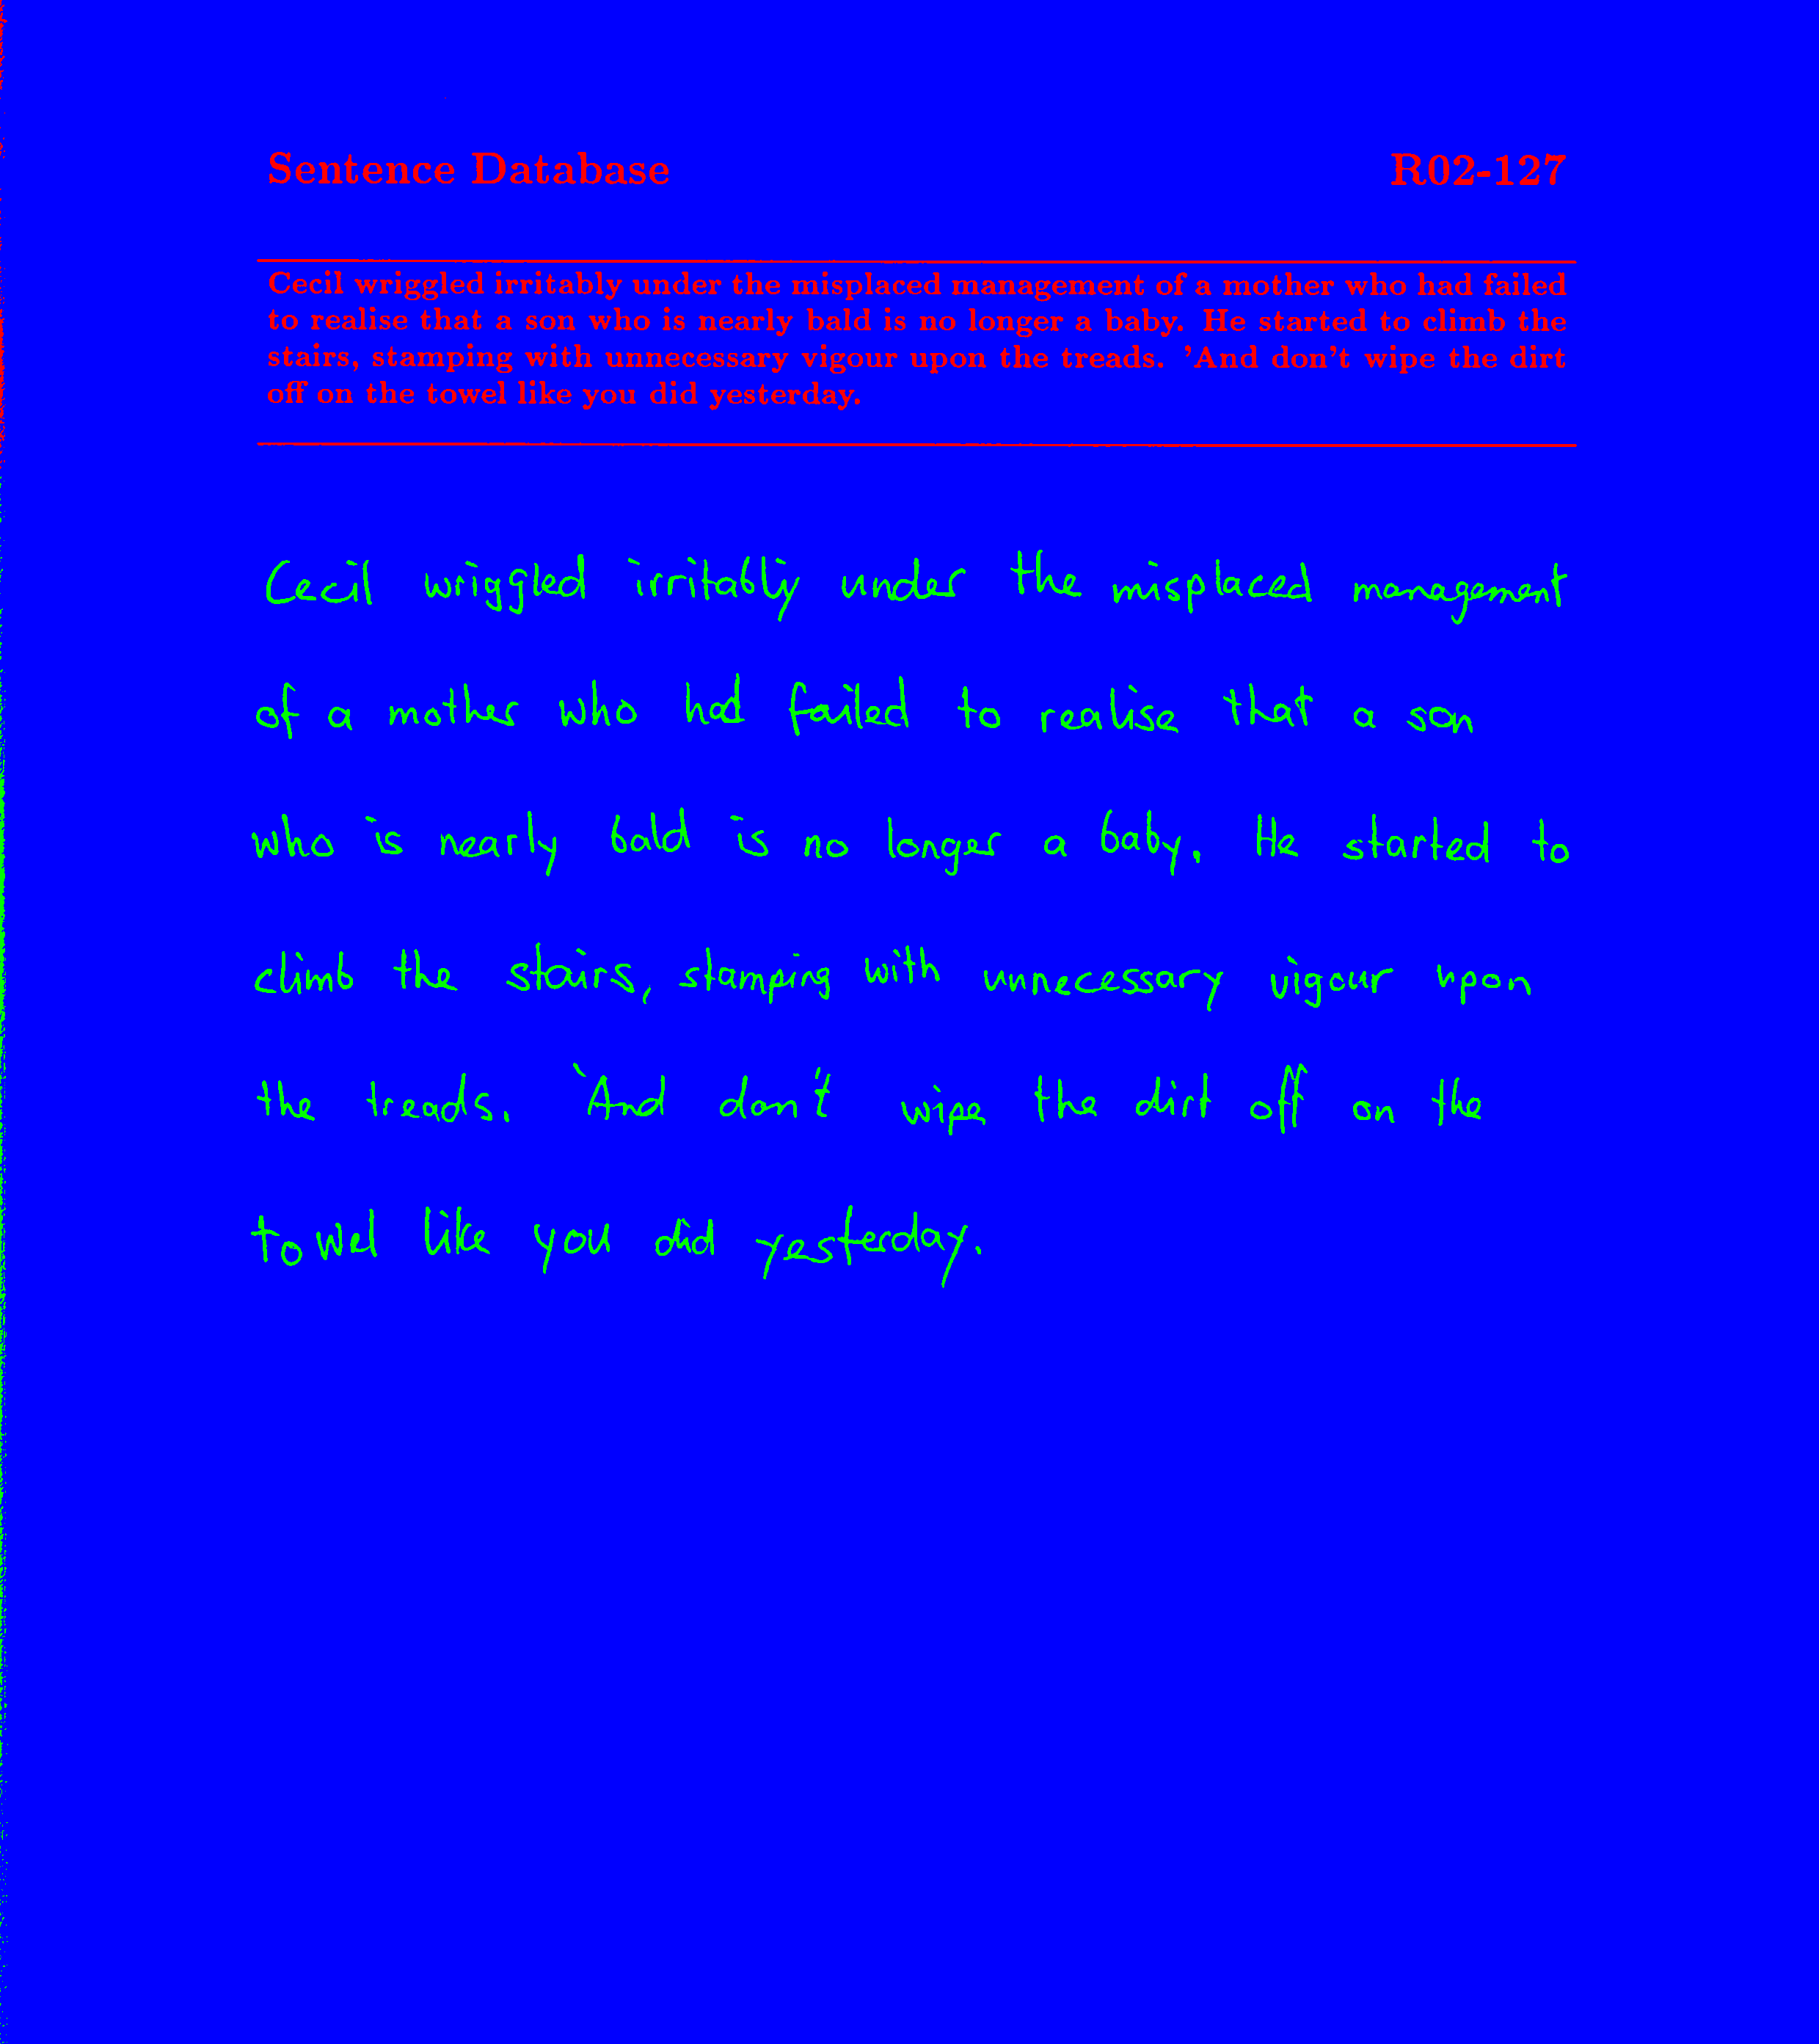 Sentence Database R02-127
Cecil wriggled irritably under the misplaced management of a mother who had failed
to realise that a son who is nearly bald is no longer a baby. He started to climb the
stairs, stamping with unnecessary vigour upon the treads. 'And don't wipe the dirt
off on the towel like you did yesterday.
Cecil wriggled irritably under the misplaced management
of a mother who had failed to realise that a son
who is nearly bald is no longer a baby. He started to
climb the stairs, stamping with unnecessary vigour upon
the treads. 'And don't wipe the dirt off on the
towel like you did yesterday.